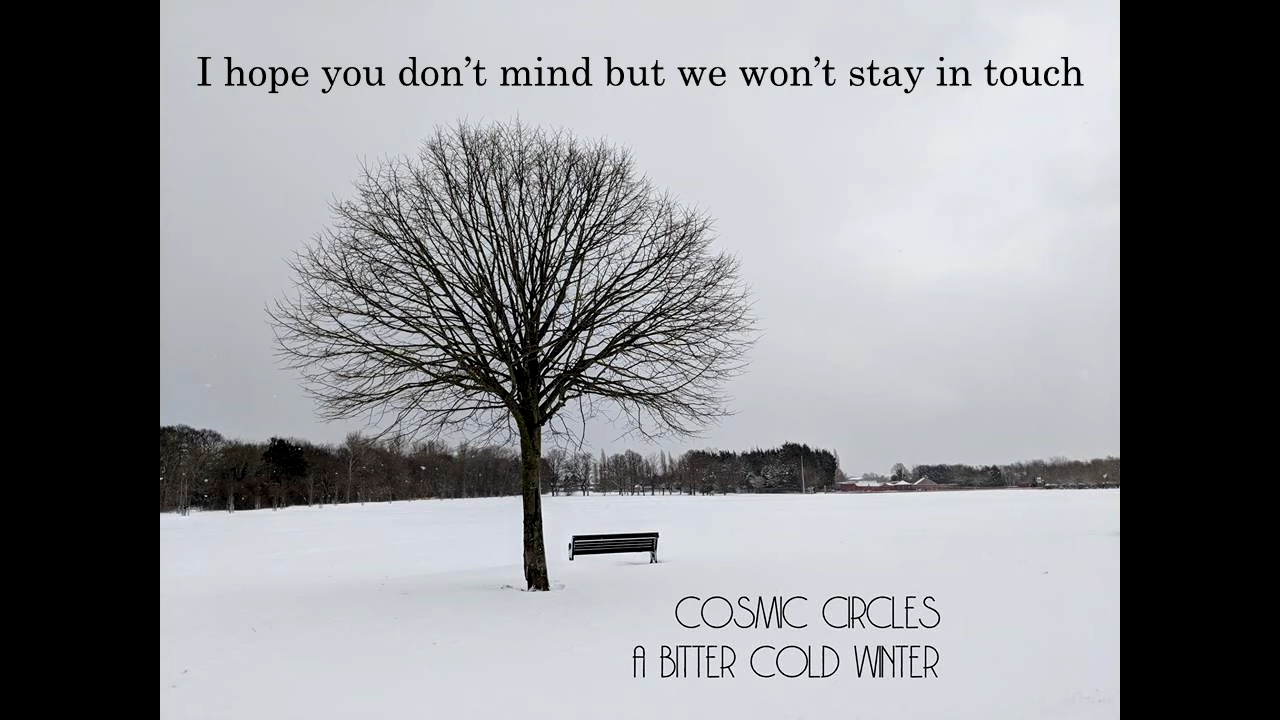 I hope you don’t mind but we won’t stay in touch
COSMIC CIRCLES
A BITTER COLD WINTER